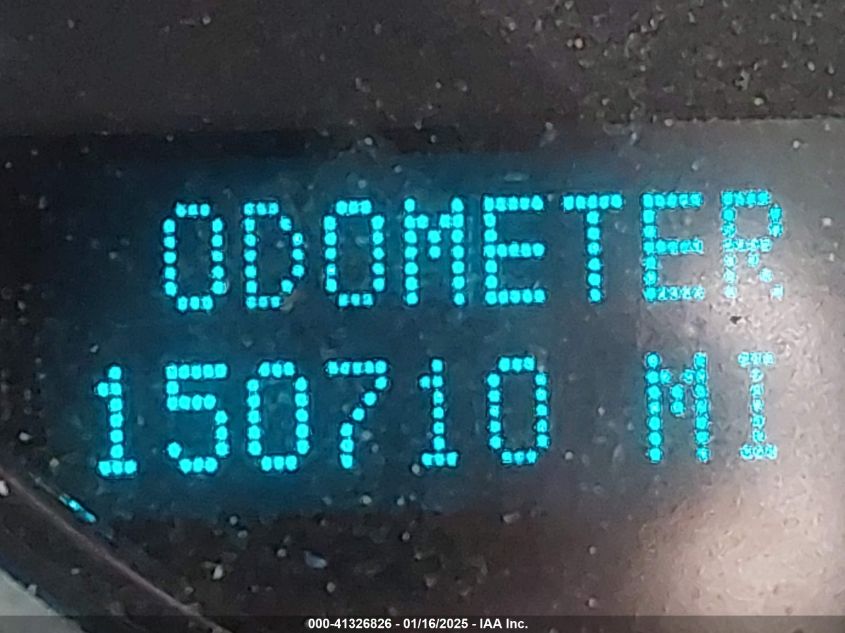 ODOMETER
150710 MI
000-41326826 - 01/16/2025 - IAA Inc.